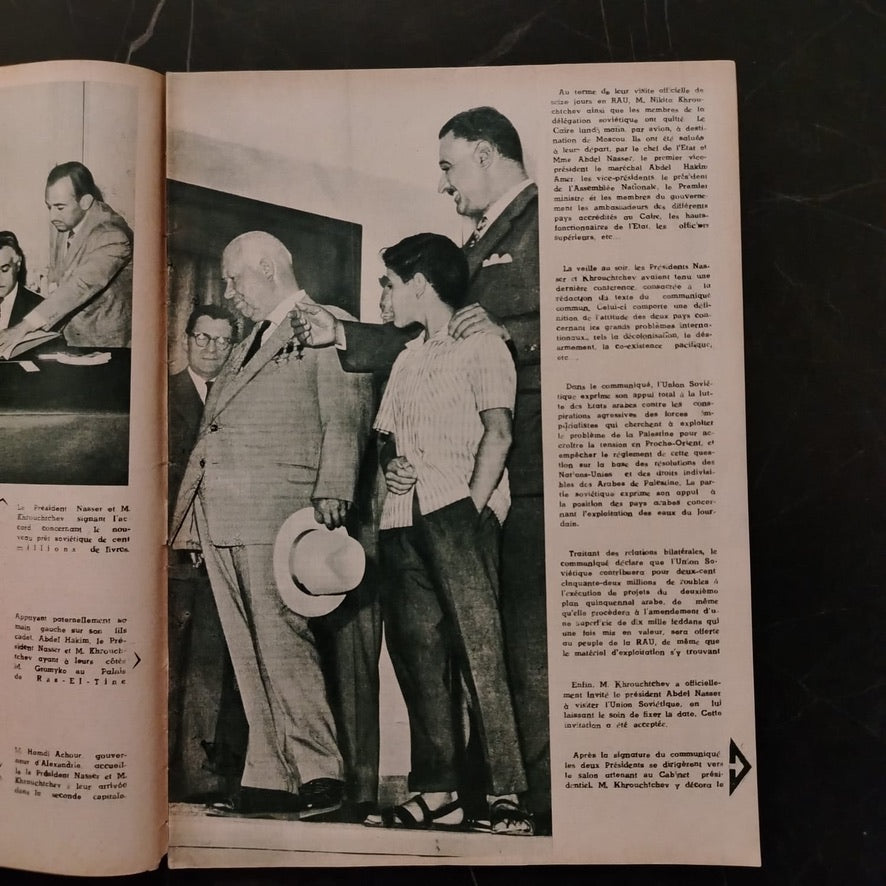 Le Président Nasser et M.
Khrouchtchev signant l'ac-
cord concernant le nou-
veau prêt soviétique de cent
millions de livres.
Appuyant paternellement sa
main gauche sur son fils
cadet, Abdel Hakim, le Pré-
sident Nasser et M. Khrouch-
tchev ayant à leurs côtés
M. Gromyko au Palais
de Ras-El-Tine
M Hamdi Achour gouver-
neur d'Alexandrie accueil-
le le Président Nasser et M.
Khrouchtchev à leur arrivée
dans la seconde capitale.
Au terme de leur visite officielle de
seize jours en RAU, M. Nikita Khrou-
chtchev ainsi que les membres de la
délégation soviétique ont quitté Le
Caire lundi matin, par avion, à desti-
nation de Moscou. Ils ont été salués
à leur départ, par le chef de l'Etat et
Mme Abdel Nasser, le premier vice-
président le maréchal Abdel Hakim
Amer, les vice-présidents, le président
de l'Assemblée Nationale, le Premier
ministre et les membres du gouverne-
ment les ambassadeurs des différents
pays accrédités au Caire, les hauts-
fonctionnaires de l'Etat, les officiers
supérieurs, etc...
La veille au soir, les Présidents Nas-
ser et Khrouchtchev avaient tenu une
dernière conférence, consacrée à la
rédaction du texte du communiqué
commun. Celui-ci comporte une défi-
nition de l'attitude des deux pays con-
cernant les grands problèmes interna-
tionaux, tels la décolonisation, le désar-
mement, la co-existence pacifique,
etc...
Dans le communiqué, l'Union Sovié-
tique exprime son appui total à la lut-
te des Etats arabes contre les cons-
pirations agressives des forces im-
périalistes qui cherchent à exploiter
le problème de la Palestine pour ac-
croître la tension en Proche-Orient, et
empêcher le réglement de cette ques-
tion sur la base des résolutions des
Nations-Unies et des droits indivisi-
bles des Arabes de Palestine. La par-
tie soviétique exprime son appui à
la position des pays arabes concer-
nant l'exploitation des eaux du Jour-
dain.
Traitant des relations bilatérales, le
communiqué déclare que l'Union So-
viétique contribuera pour deux-cent
cinquante-deux millions de roubles à
l'exécution de projets du deuxième
plan quinquennal arabe, de même
qu'elle procèdera à l'amendement d'u-
ne superficie de dix mille feddans qui
une fois mis en valeur, sera offerte
au peuple de la RAU, de même que
le matériel d'exploitation s'y trouvant
Enfin, M. Khrouchtchev a officielle-
ment invité le président Abdel Nasser
à visiter l'Union Soviétique, en lui
laissant le soin de fixer la date. Cette
invitation a été acceptée.
Après la signature du communiqué
les deux Présidents se dirigèrent vers
le salon attenant au Cabinet prési-
dentiel. M. Khrouchtchev y décora le